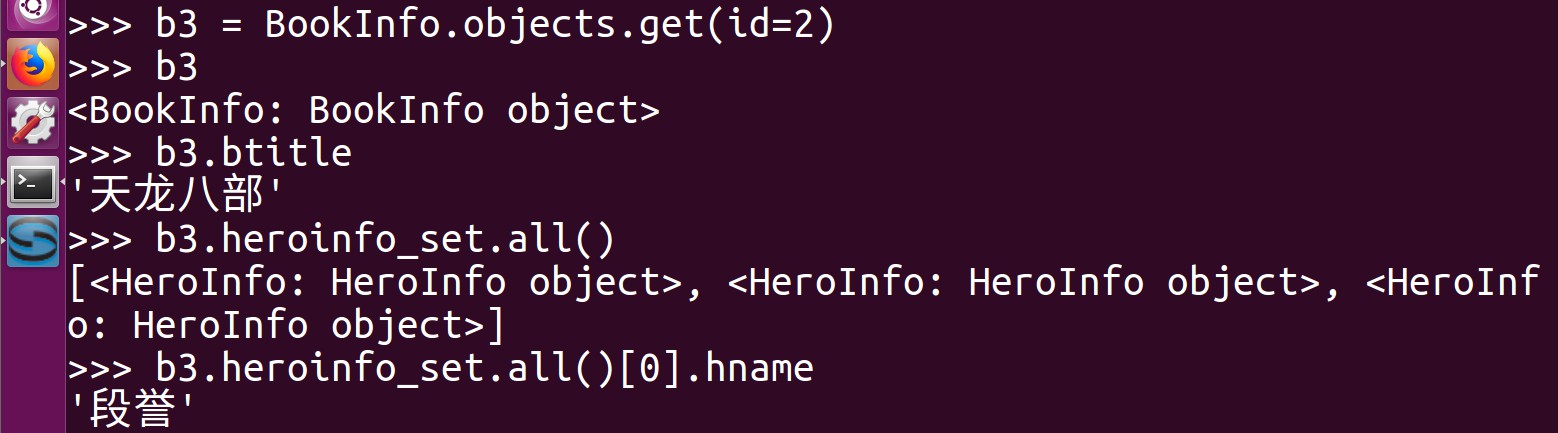 >>> b3 = BookInfo.objects.get(id=2)
>>> b3
<BookInfo: BookInfo object>
>>> b3.btitle
'天龙八部'
>>> b3.heroinfo_set.all()
[<HeroInfo: HeroInfo object>, <HeroInfo: HeroInfo object>, <HeroInf
o: HeroInfo object>]
>>> b3.heroinfo_set.all()[0].hname
'段誉'